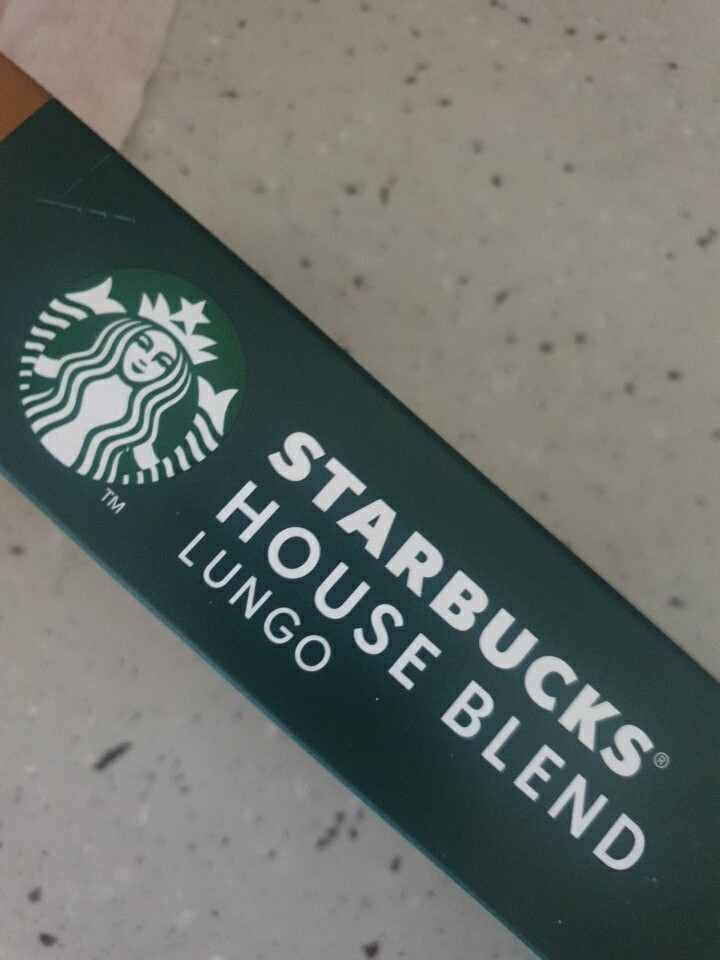 STARBUCKS®
HOUSE BLEND
LUNGO
TM